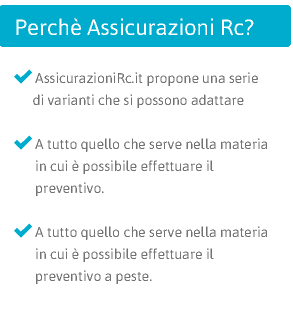 Perchè Assicurazioni Rc?
AssicurazioniRc.it propone una serie
di varianti che si possono adattare
A tutto quello che serve nella materia
in cui è possibile effettuare il
preventivo.
A tutto quello che serve nella materia
in cui è possibile effettuare il
preventivo a peste.